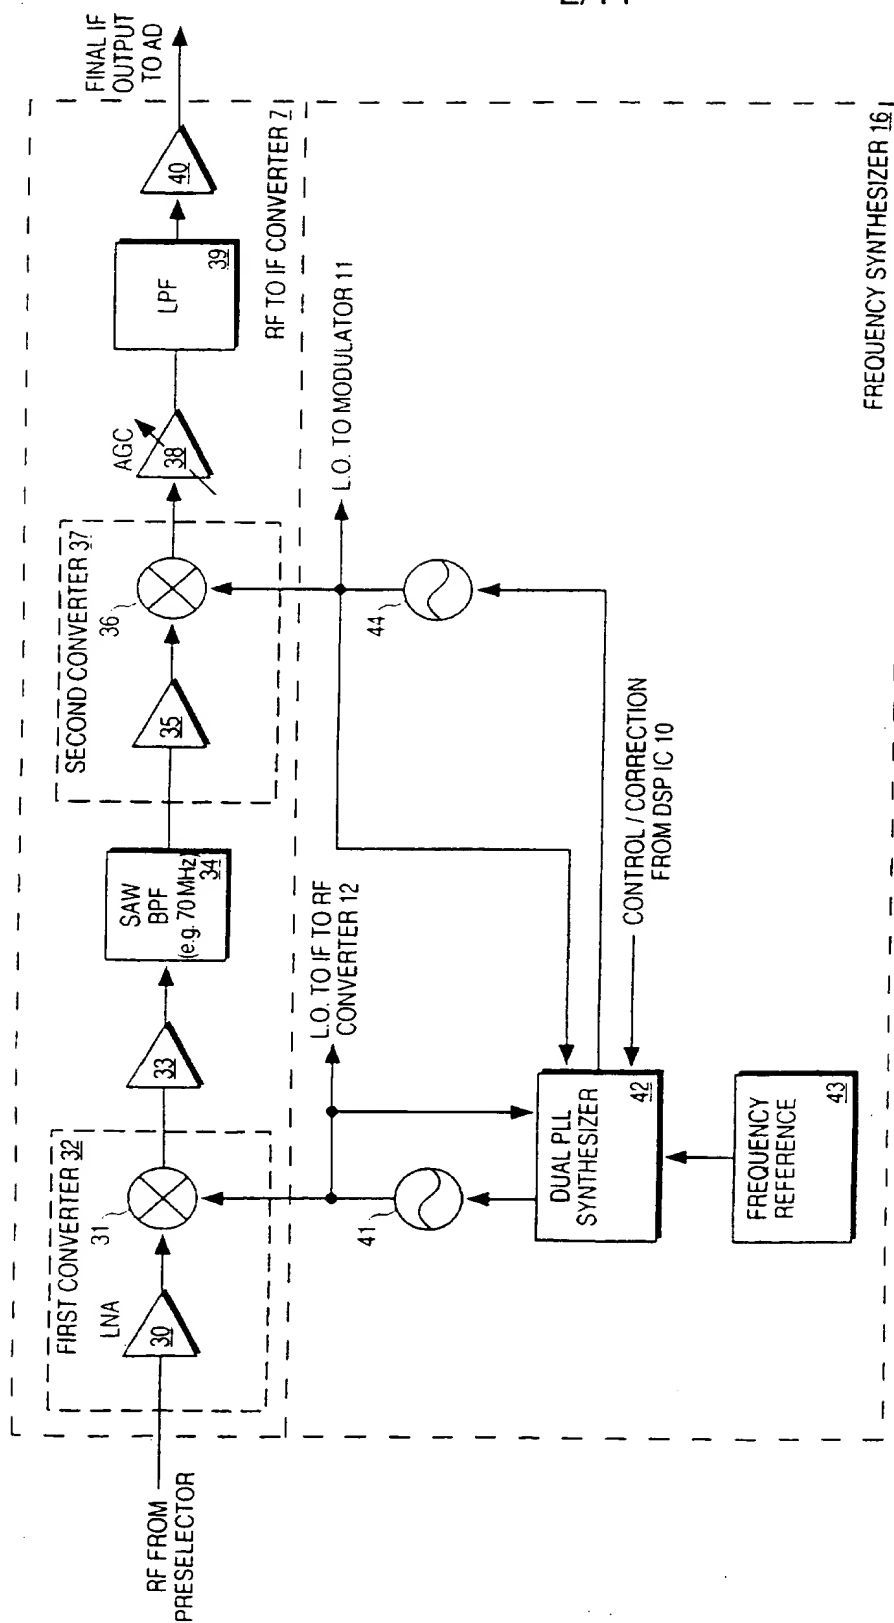 FINAL IF
OUTPUT
TO AD
40
LPF
39
RF TO IF CONVERTER 7
AGC
38
SECOND CONVERTER 37
36
35
SAW
BPF
(e.g. 70 MHz)
34
33
FIRST CONVERTER 32
31
LNA
30
RF FROM
PRESELECTOR
L.O. TO MODULATOR 11
44
L.O. TO IF TO RF
CONVERTER 12
41
CONTROL / CORRECTION
FROM DSP IC 10
DUAL PLL
SYNTHESIZER
42
FREQUENCY
REFERENCE
43
FREQUENCY SYNTHESIZER 16